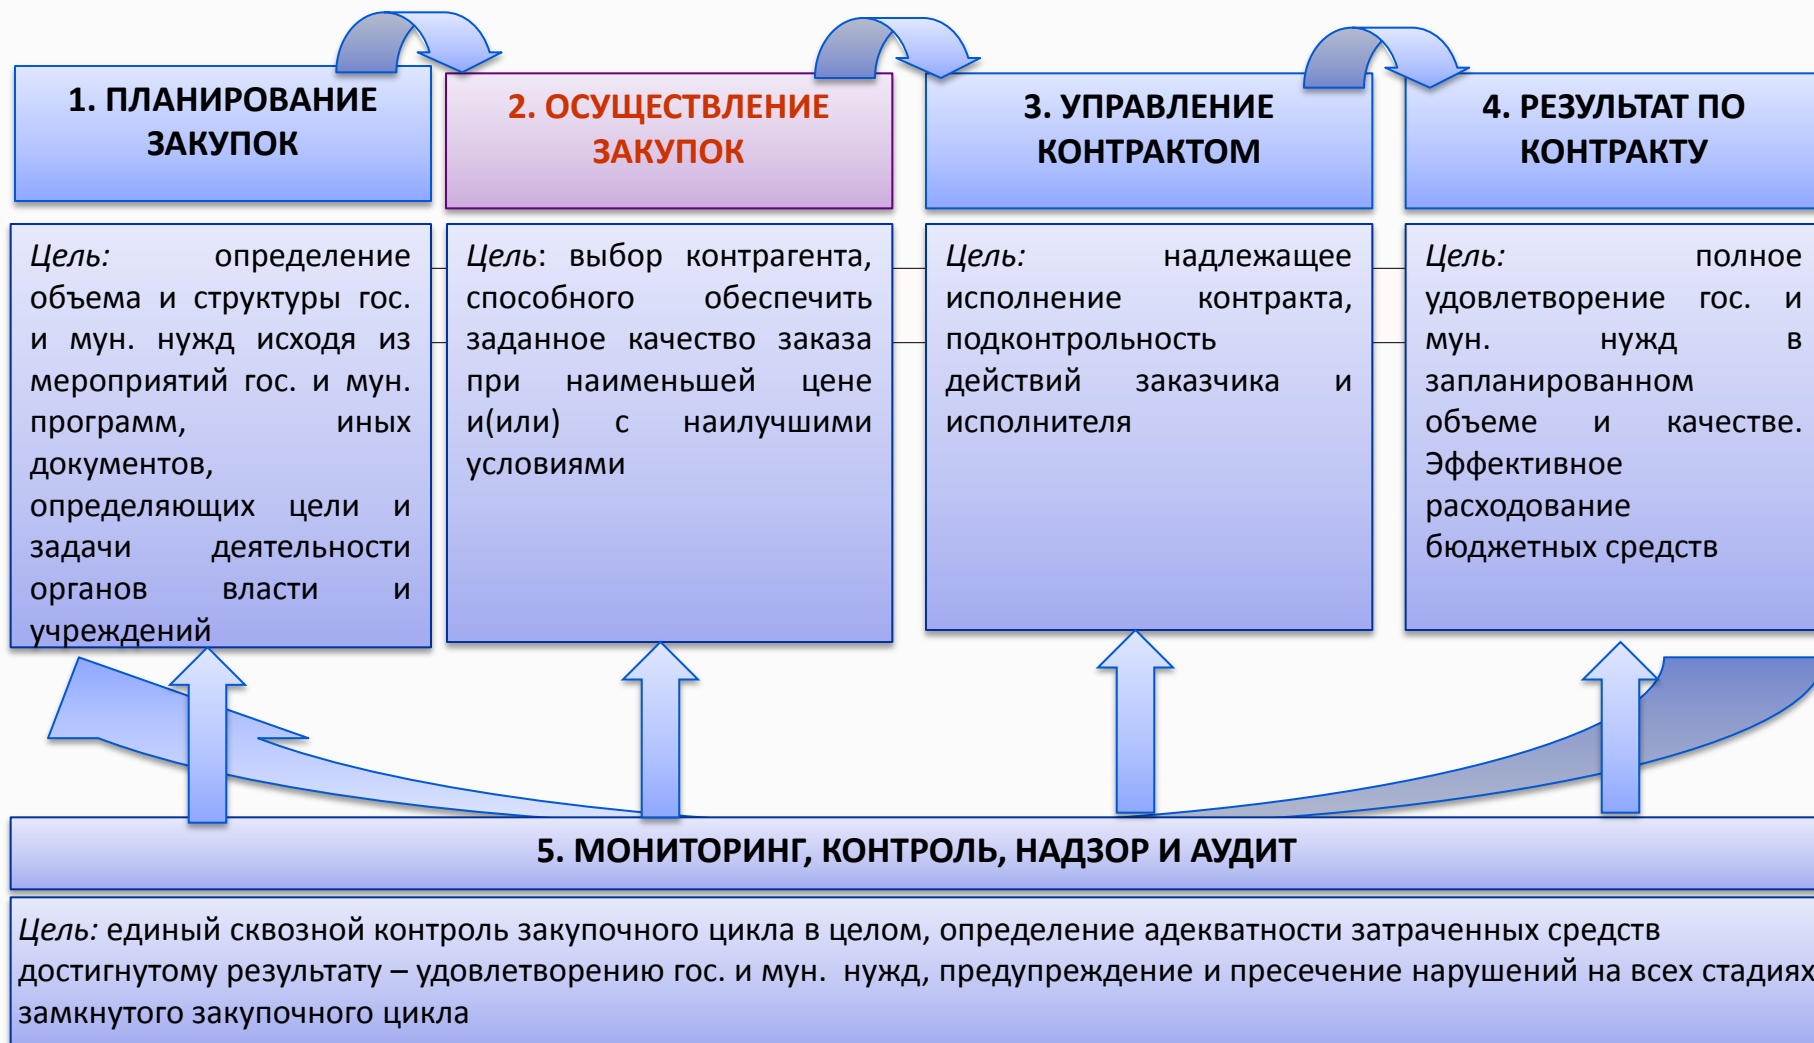 1. ПЛАНИРОВАНИЕ
ЗАКУПОК
2. ОСУЩЕСТВЛЕНИЕ
ЗАКУПОК
3. УПРАВЛЕНИЕ
КОНТРАКТОМ
4. РЕЗУЛЬТАТ ПО
КОНТРАКТУ
Цель: определение
объема и структуры гос.
и мун. нужд исходя из
мероприятий гос. и мун.
программ, иных
документов,
определяющих цели и
задачи деятельности
органов власти и
учреждений
Цель: выбор контрагента,
способного обеспечить
заданное качество заказа
при наименьшей цене
и(или) с наилучшими
условиями
Цель: надлежащее
исполнение контракта,
подконтрольность
действий заказчика и
исполнителя
Цель: полное
удовлетворение гос. и
мун. нужд в
запланированном
объеме и качестве.
Эффективное
расходование
бюджетных средств
5. МОНИТОРИНГ, КОНТРОЛЬ, НАДЗОР И АУДИТ
Цель: единый сквозной контроль закупочного цикла в целом, определение адекватности затраченных средств
достигнутому результату – удовлетворению гос. и мун. нужд, предупреждение и пресечение нарушений на всех стадиях
замкнутого закупочного цикла